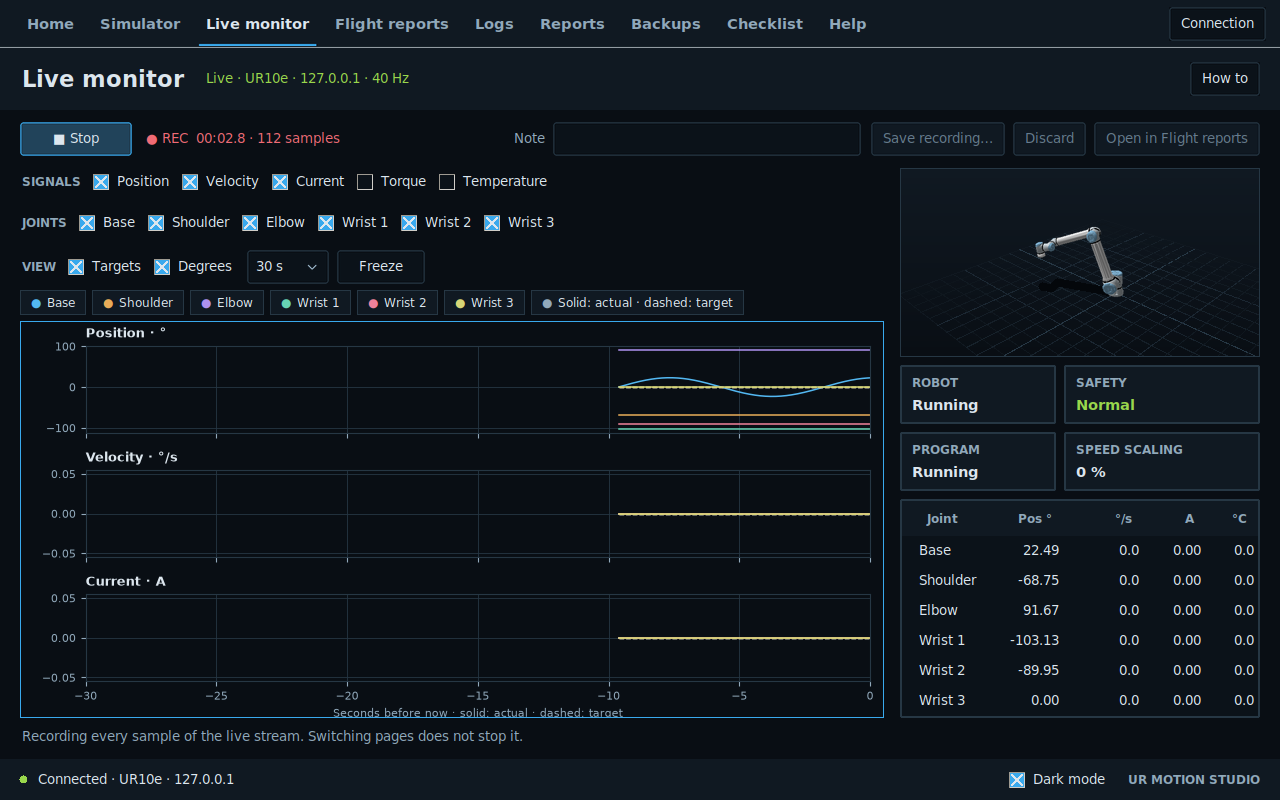 Home Simulator Live monitor Flight reports Logs Reports Backups Checklist Help Connection
Live monitor Live · UR10e · 127.0.0.1 · 40 Hz How to
■ Stop ● REC 00:02.8 · 112 samples Note Save recording... Discard Open in Flight reports
SIGNALS Position Velocity Current Torque Temperature
JOINTS Base Shoulder Elbow Wrist 1 Wrist 2 Wrist 3
VIEW Targets Degrees 30 s Freeze
Base Shoulder Elbow Wrist 1 Wrist 2 Wrist 3 Solid: actual · dashed: target
Position · °
100
0
−100
Velocity · °/s
0.05
0.00
−0.05
Current · A
0.05
0.00
−0.05
−30 −25 −20 −15 −10 −5 0
Seconds before now · solid: actual · dashed: target
Recording every sample of the live stream. Switching pages does not stop it.
ROBOT
Running
SAFETY
Normal
PROGRAM
Running
SPEED SCALING
0 %
Joint Pos ° °/s A °C
Base 22.49 0.0 0.00 0.0
Shoulder -68.75 0.0 0.00 0.0
Elbow 91.67 0.0 0.00 0.0
Wrist 1 -103.13 0.0 0.00 0.0
Wrist 2 -89.95 0.0 0.00 0.0
Wrist 3 0.00 0.0 0.00 0.0
Connected · UR10e · 127.0.0.1 Dark mode UR MOTION STUDIO